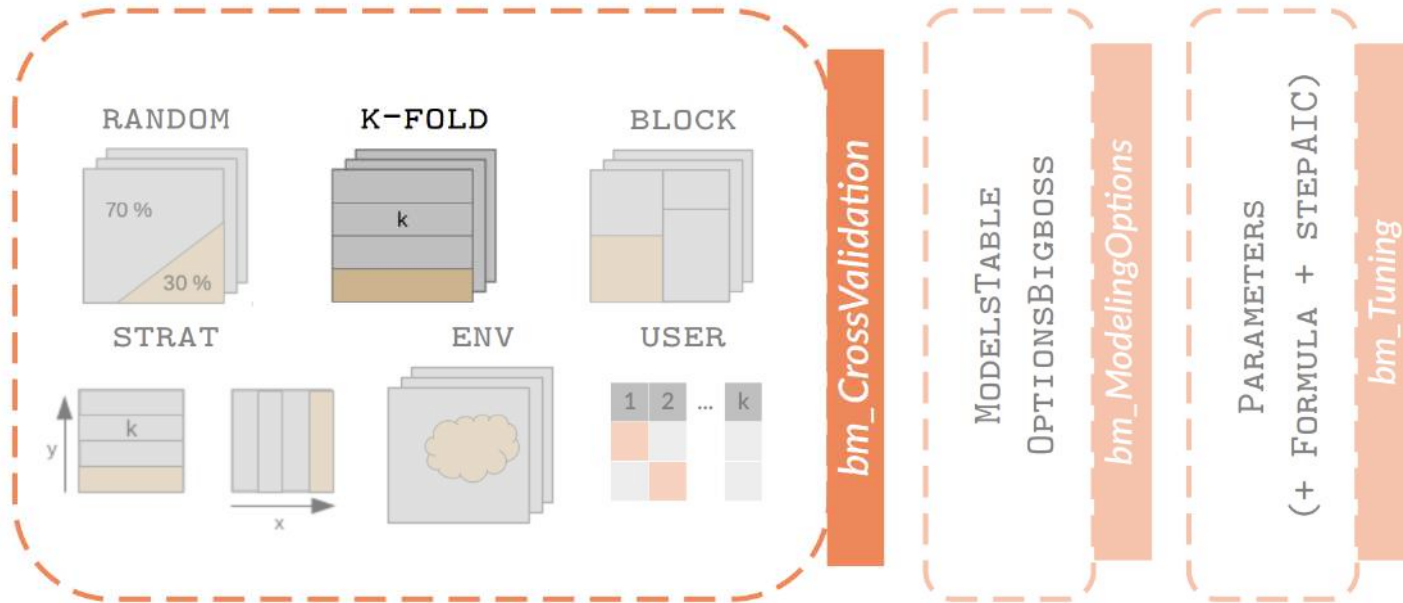 RANDOM
K-FOLD
BLOCK
70 %
30 %
k
STRAT
ENV
USER
k
y
x
1 2 ... k
bm_CrossValidation
MODELSTABLE
OPTIONSBIGBOSS
bm_ModelingOptions
PARAMETERS
(+ FORMULA + STEPAIC)
bm_Tuning